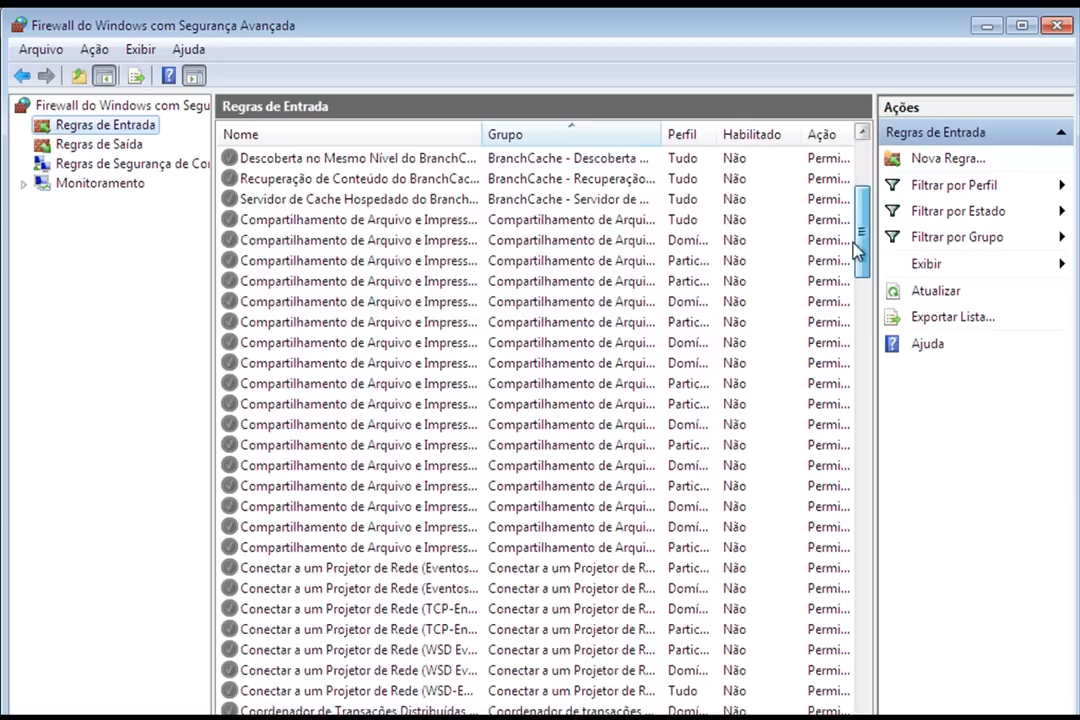 Firewall do Windows com Segurança Avançada
Arquivo Ação Exibir Ajuda
Firewall do Windows com Segu
Regras de Entrada
Regras de Saída
Regras de Segurança de Co
Monitoramento
Regras de Entrada
Nome Grupo Perfil Habilitado Ação
Descoberta no Mesmo Nível do BranchC... BranchCache - Descoberta ... Tudo Não Permi...
Recuperação de Conteúdo do BranchCac... BranchCache - Recuperação... Tudo Não Permi...
Servidor de Cache Hospedado do Branch... BranchCache - Servidor de ... Tudo Não Permi...
Compartilhamento de Arquivo e Impress... Compartilhamento de Arqui... Tudo Não Permi...
Compartilhamento de Arquivo e Impress... Compartilhamento de Arqui... Domí... Não Permi...
Compartilhamento de Arquivo e Impress... Compartilhamento de Arqui... Partic... Não Permi...
Compartilhamento de Arquivo e Impress... Compartilhamento de Arqui... Partic... Não Permi...
Compartilhamento de Arquivo e Impress... Compartilhamento de Arqui... Domí... Não Permi...
Compartilhamento de Arquivo e Impress... Compartilhamento de Arqui... Partic... Não Permi...
Compartilhamento de Arquivo e Impress... Compartilhamento de Arqui... Domí... Não Permi...
Compartilhamento de Arquivo e Impress... Compartilhamento de Arqui... Domí... Não Permi...
Compartilhamento de Arquivo e Impress... Compartilhamento de Arqui... Partic... Não Permi...
Compartilhamento de Arquivo e Impress... Compartilhamento de Arqui... Partic... Não Permi...
Compartilhamento de Arquivo e Impress... Compartilhamento de Arqui... Domí... Não Permi...
Compartilhamento de Arquivo e Impress... Compartilhamento de Arqui... Partic... Não Permi...
Compartilhamento de Arquivo e Impress... Compartilhamento de Arqui... Domí... Não Permi...
Compartilhamento de Arquivo e Impress... Compartilhamento de Arqui... Partic... Não Permi...
Compartilhamento de Arquivo e Impress... Compartilhamento de Arqui... Domí... Não Permi...
Compartilhamento de Arquivo e Impress... Compartilhamento de Arqui... Domí... Não Permi...
Compartilhamento de Arquivo e Impress... Compartilhamento de Arqui... Partic... Não Permi...
Conectar a um Projetor de Rede (Eventos... Conectar a um Projetor de R... Partic... Não Permi...
Conectar a um Projetor de Rede (Eventos... Conectar a um Projetor de R... Domí... Não Permi...
Conectar a um Projetor de Rede (TCP-En... Conectar a um Projetor de R... Domí... Não Permi...
Conectar a um Projetor de Rede (TCP-En... Conectar a um Projetor de R... Partic... Não Permi...
Conectar a um Projetor de Rede (WSD Ev... Conectar a um Projetor de R... Partic... Não Permi...
Conectar a um Projetor de Rede (WSD Ev... Conectar a um Projetor de R... Domí... Não Permi...
Conectar a um Projetor de Rede (WSD-E... Conectar a um Projetor de R... Tudo Não Permi...
Coordenador de Transações Distribuídas ... Coordenador de transações ... Domí... Não Permi...
Ações
Regras de Entrada
Nova Regra...
Filtrar por Perfil
Filtrar por Estado
Filtrar por Grupo
Exibir
Atualizar
Exportar Lista...
Ajuda